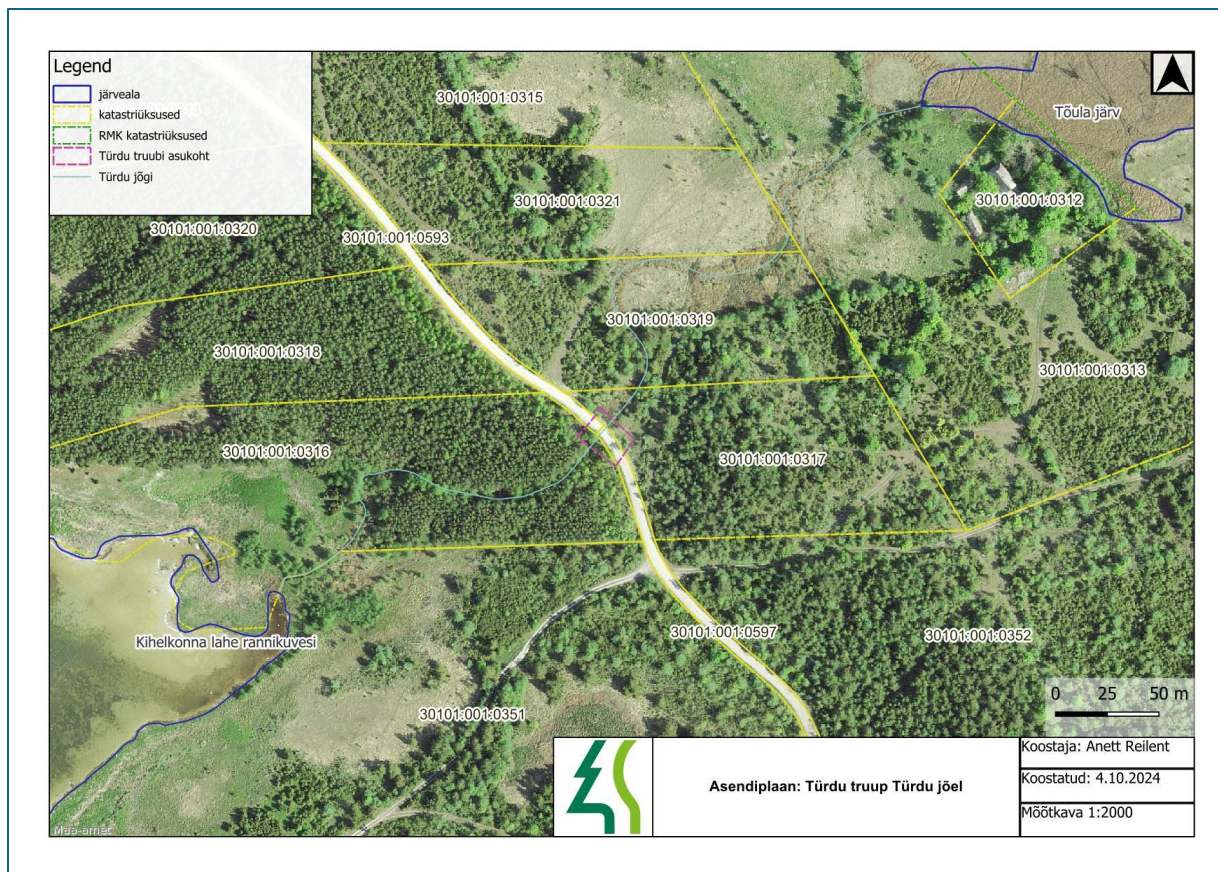 Legend
järveala
katastriüksused
RMK katastriüksused
Türdu truubi asukoht
Türdu jõgi
30101:001:0315
Tõula järv
30101:001:0321
30101:001:0312
30101:001:0320
30101:001:0593
30101:001:0319
30101:001:0318
30101:001:0313
30101:001:0316
30101:001:0317
Kihelkonna lahe rannikuvesi
30101:001:0597
30101:001:0352
30101:001:0351
0 25 50 m
Asendiplaan: Türdu truup Türdu jõel
Koostaja: Anett Reilent
Koostatud: 4.10.2024
Mõõtkava 1:2000
Maa-amet